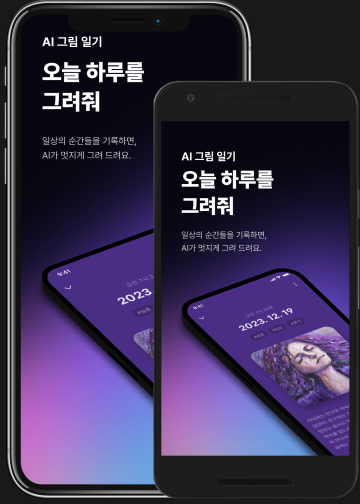 AI 그림 일기
오늘 하루를
그려줘
일상의 순간들을 기록하면,
AI가 멋지게 그려 드려요.
9:41
2023
AI 그림 일기
오늘 하루를
그려줘
일상의 순간들을 기록하면,
AI가 멋지게 그려 드려요.
9:41
2023. 12. 19